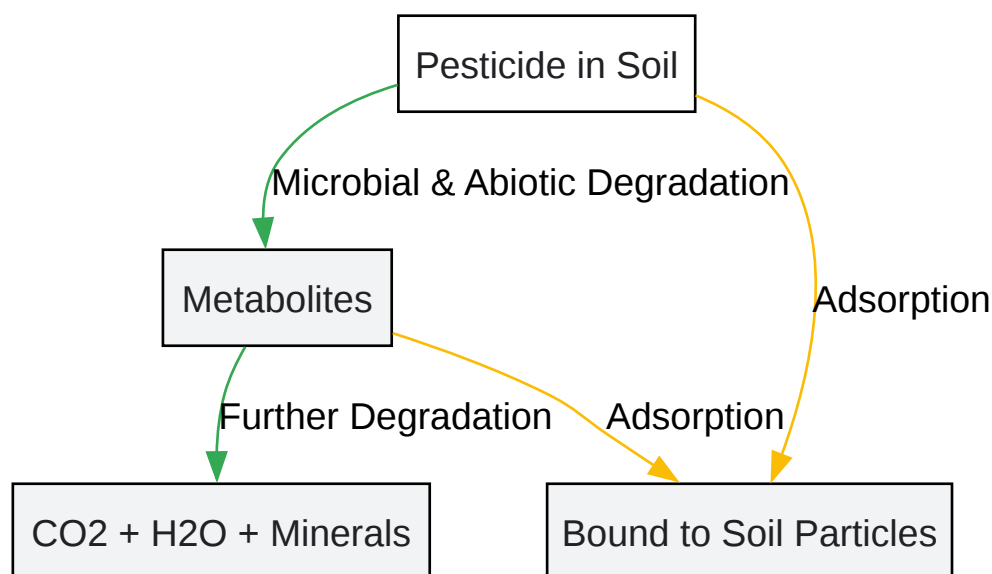 Pesticide in Soil
Microbial & Abiotic Degradation
Metabolites
Adsorption
Further Degradation
Adsorption
CO2 + H2O + Minerals
Bound to Soil Particles